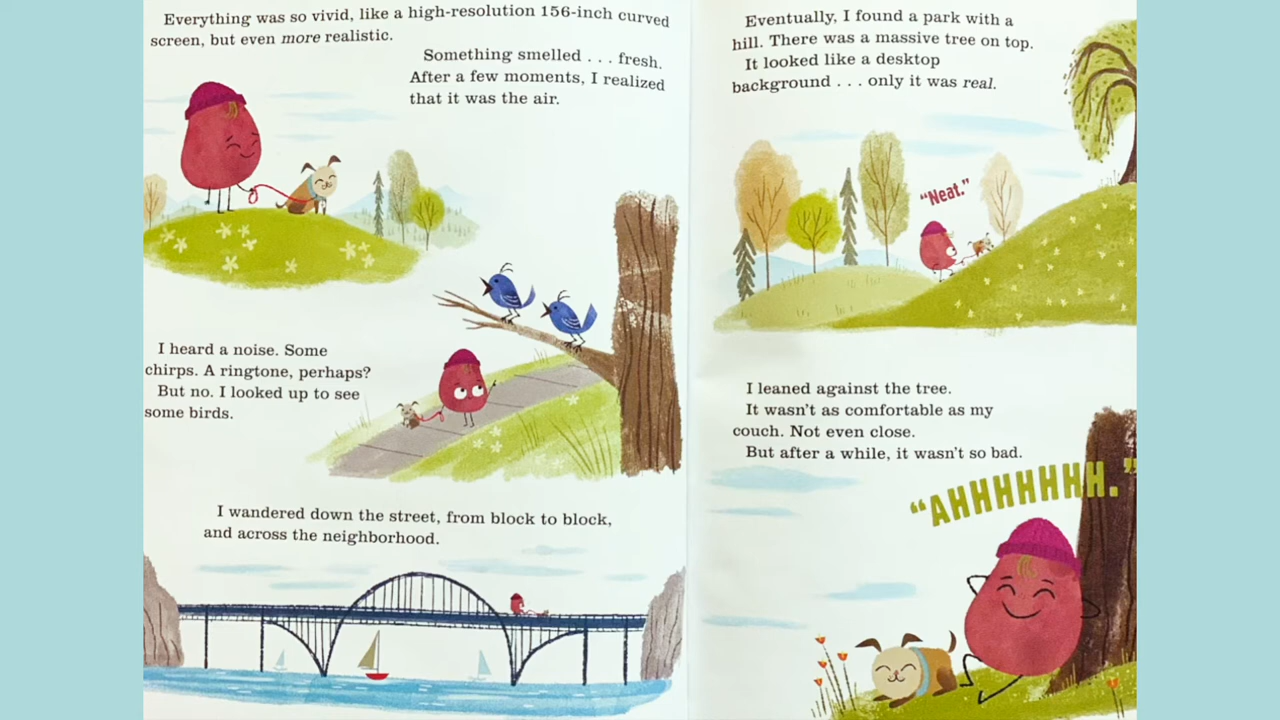 Everything was so vivid, like a high-resolution 156-inch curved
screen, but even more realistic.
Something smelled . . . fresh.
After a few moments, I realized
that it was the air.
I heard a noise. Some
chirps. A ringtone, perhaps?
But no. I looked up to see
some birds.
I wandered down the street, from block to block,
and across the neighborhood.
Eventually, I found a park with a
hill. There was a massive tree on top.
It looked like a desktop
background . . . only it was real.
"Neat."
I leaned against the tree.
It wasn't as comfortable as my
couch. Not even close.
But after a while, it wasn't so bad.
"AHHHHHHH."